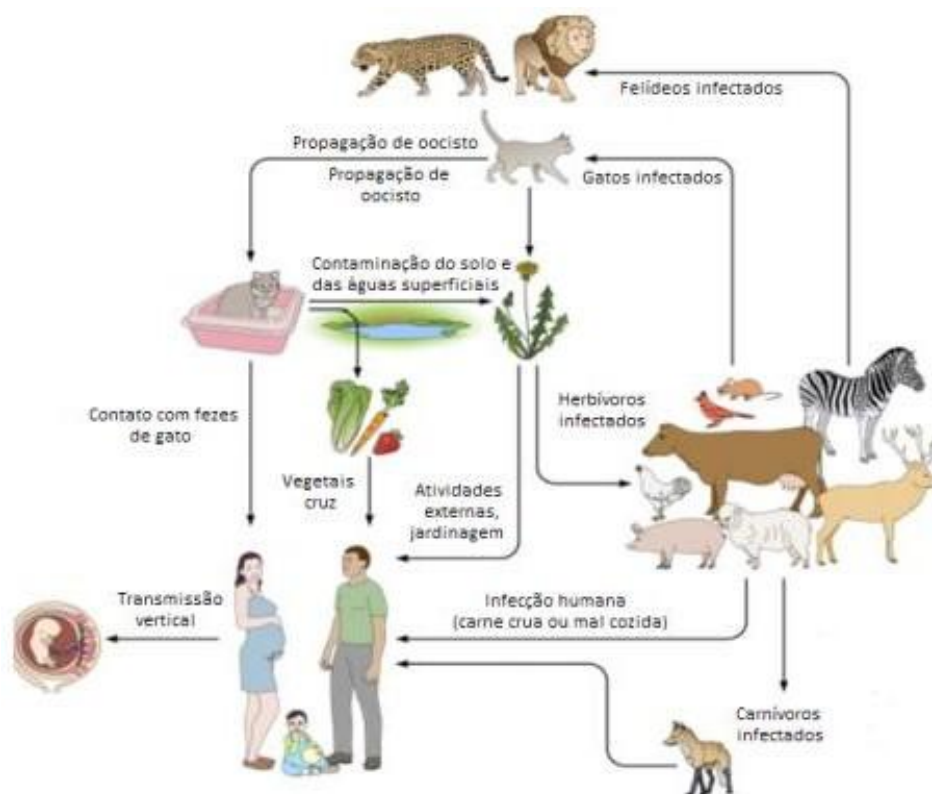 Felídeos infectados
Propagação de oocisto
Propagação de
oocisto
Gatos infectados
Contaminação do solo e
das águas superficiais
Contato com fezes
de gato
Herbívoros
infectados
Vegetais
cruz
Atividades
externas,
jardinagem
Transmissão
vertical
Infecção humana
(carne crua ou mal cozida)
Carnívoros
infectados